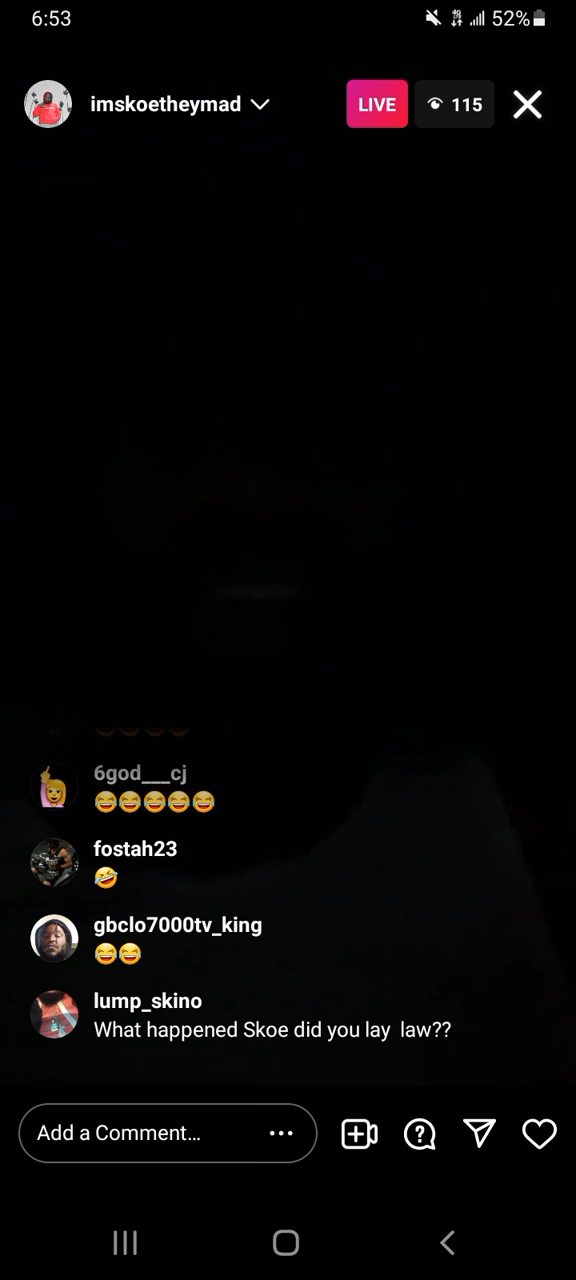 6:53
52%
imskoetheymad
LIVE
115
6god___cj
😂😂😂😂😂
fostah23
🤣
gbclo7000tv_king
😂😂
lump_skino
What happened Skoe did you lay law??
Add a Comment...